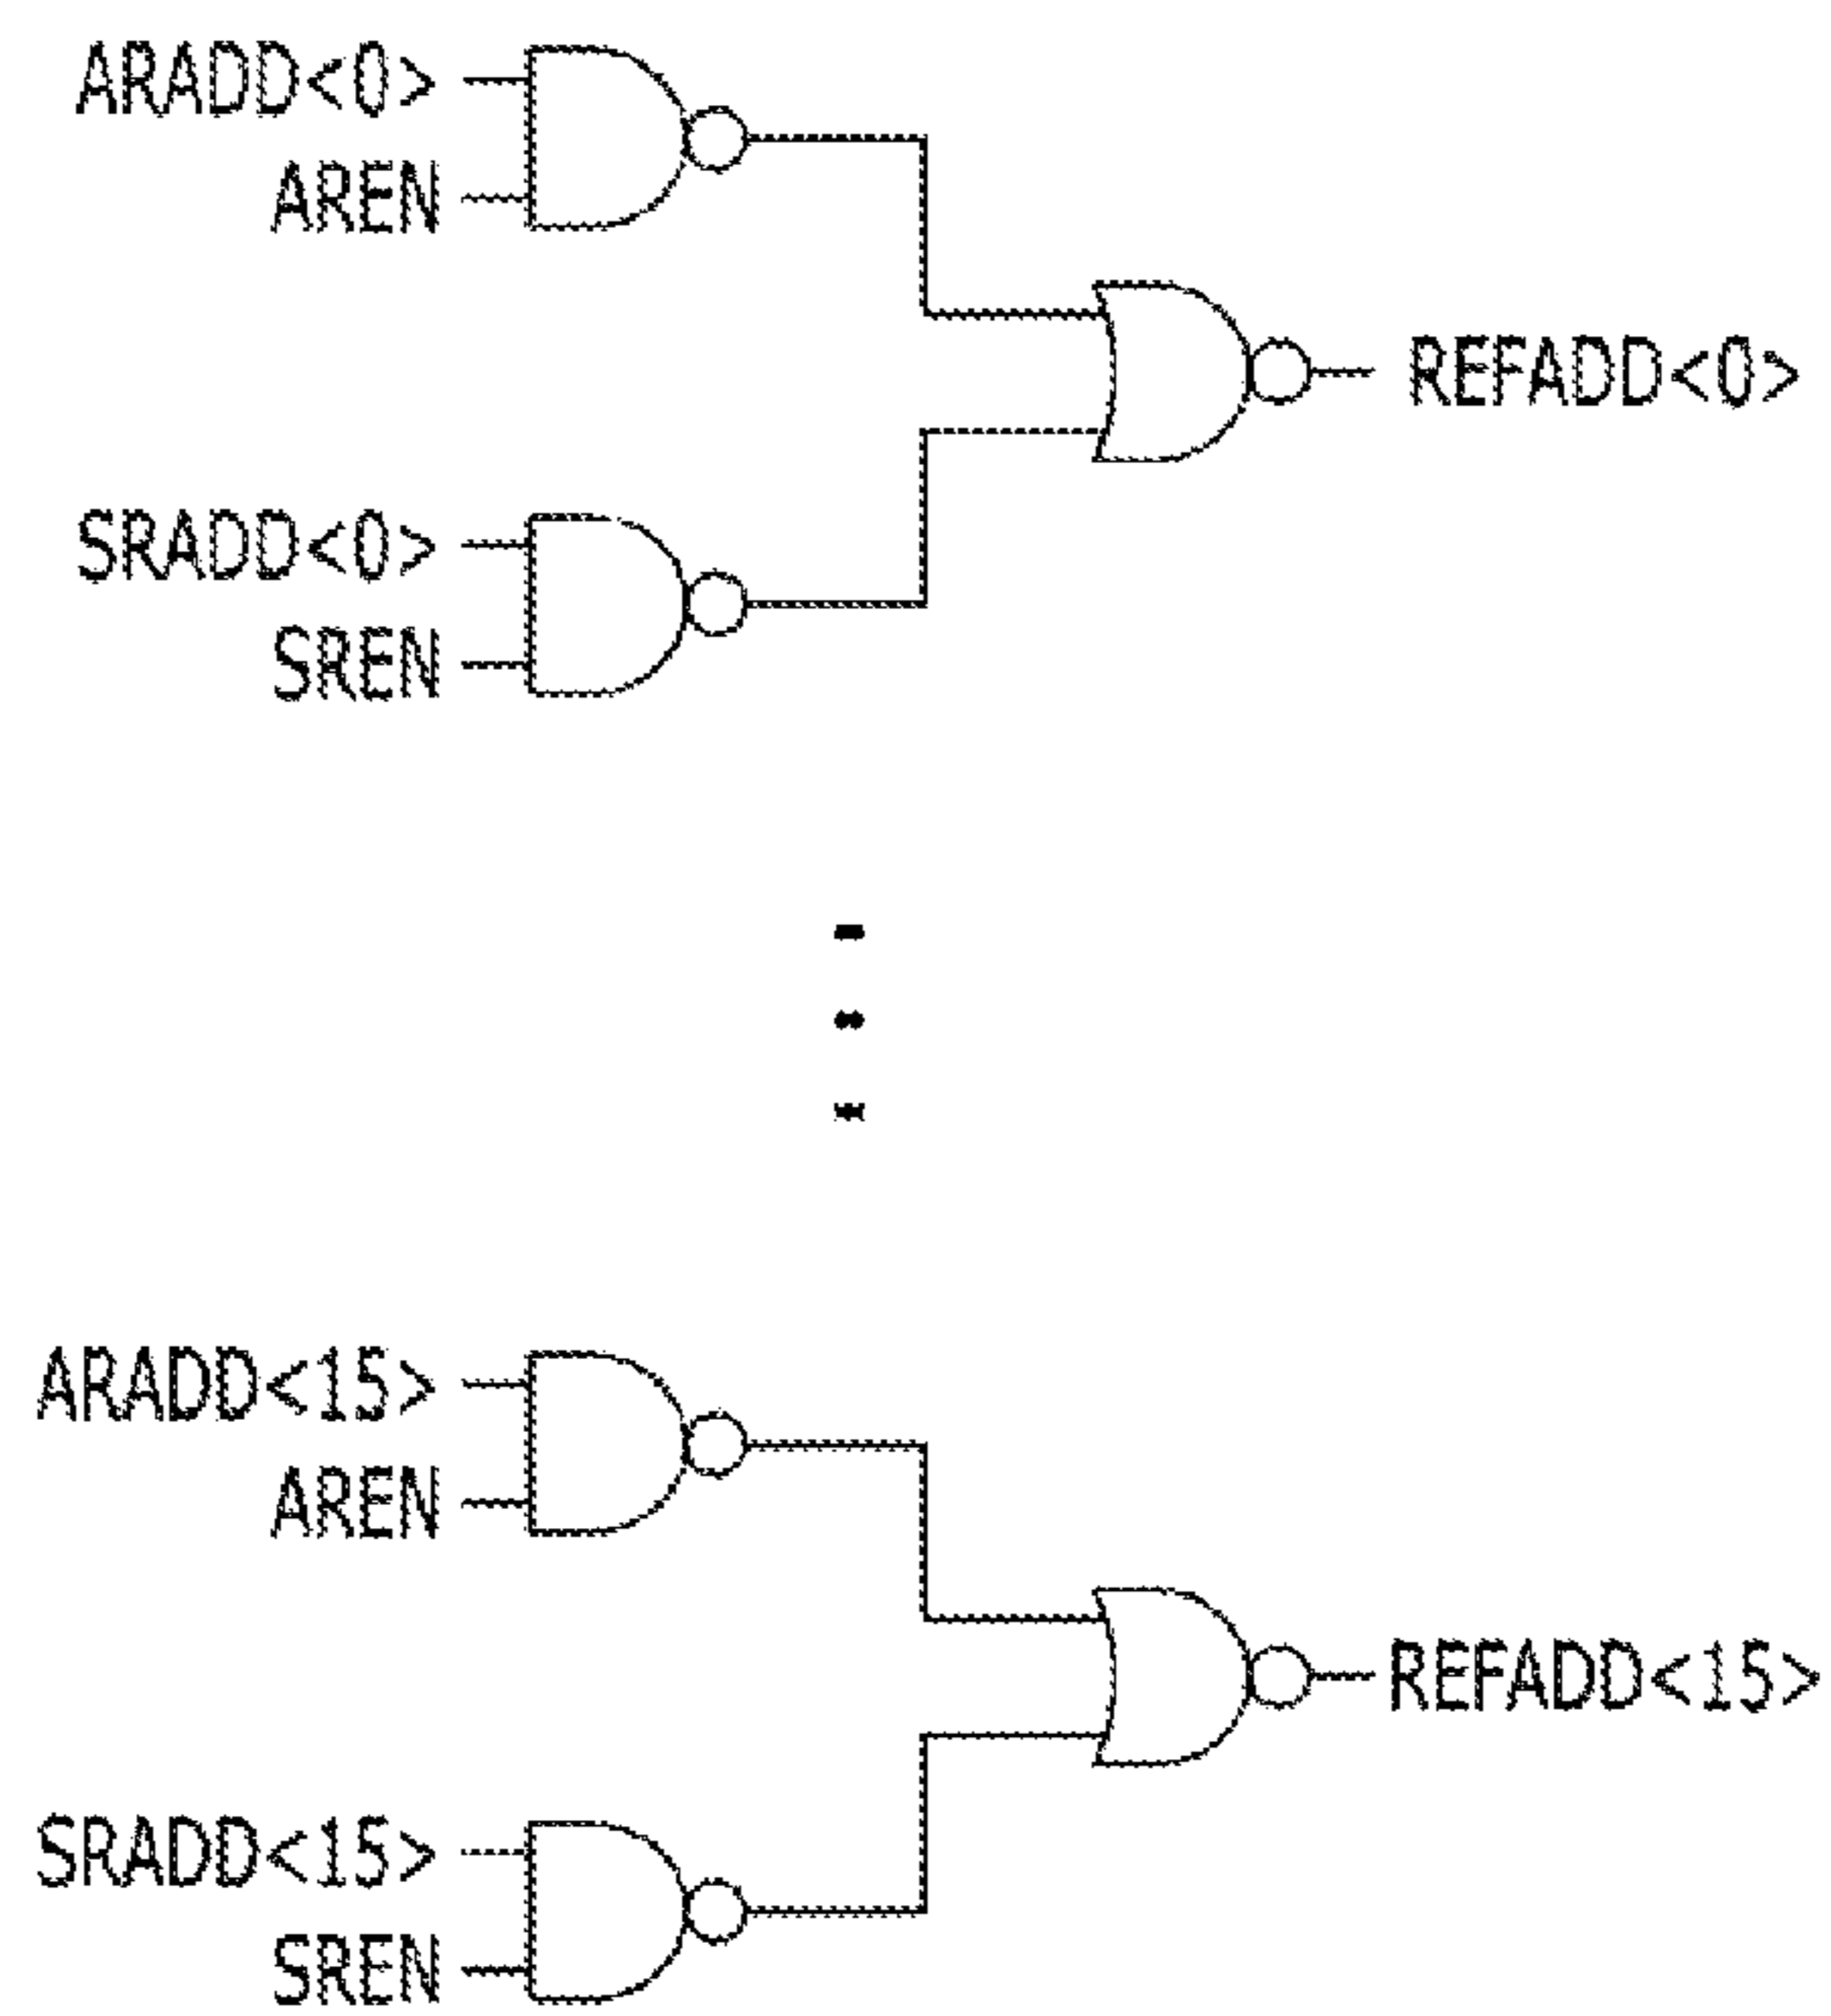 ARADD<0>
AREN
REFADD<0>
SRADD<0>
SREN
ARADD<15>
AREN
REFADD<15>
SRADD<15>
SREN